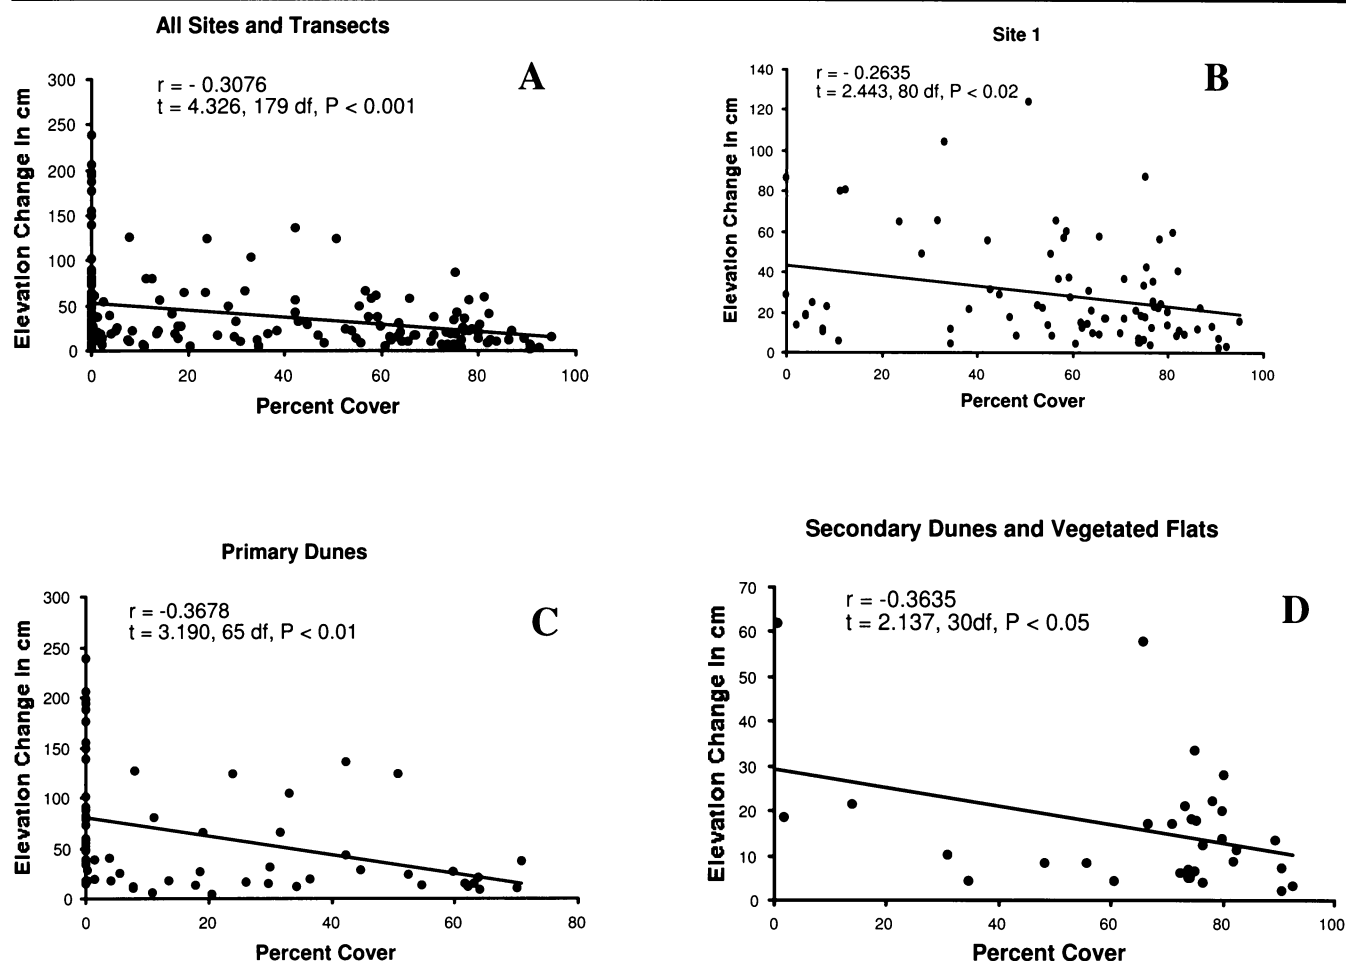 All Sites and Transects
A
r = - 0.3076
t = 4.326, 179 df, P < 0.001
Elevation Change in cm
300
250
200
150
100
50
0
0 20 40 60 80 100
Percent Cover
Site 1
B
r = - 0.2635
t = 2.443, 80 df, P < 0.02
Elevation Change in cm
140
120
100
80
60
40
20
0
0 20 40 60 80 100
Percent Cover
Primary Dunes
C
r = -0.3678
t = 3.190, 65 df, P < 0.01
Elevation Change in cm
300
250
200
150
100
50
0
0 20 40 60 80
Percent Cover
Secondary Dunes and Vegetated Flats
D
r = -0.3635
t = 2.137, 30df, P < 0.05
Elevation Change in cm
70
60
50
40
30
20
10
0
0 20 40 60 80 100
Percent Cover